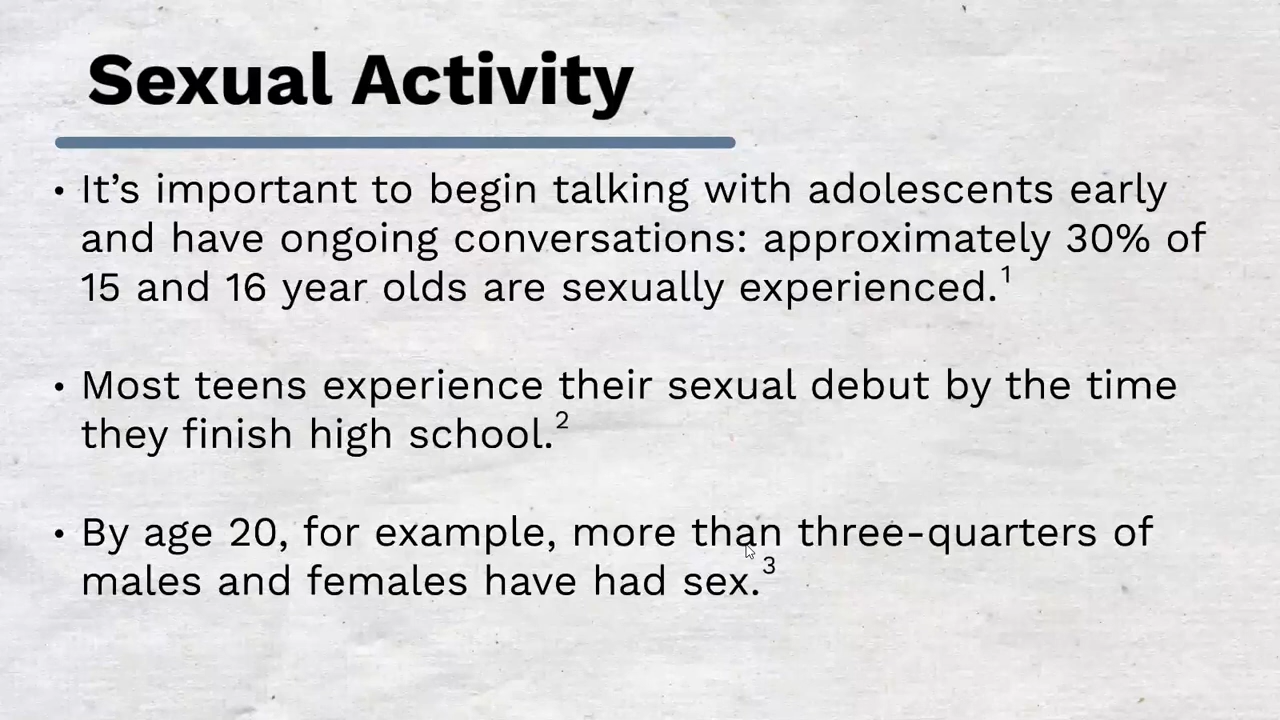 Sexual Activity
• It’s important to begin talking with adolescents early
and have ongoing conversations: approximately 30% of
15 and 16 year olds are sexually experienced.¹
• Most teens experience their sexual debut by the time
they finish high school.²
• By age 20, for example, more than three-quarters of
males and females have had sex.³